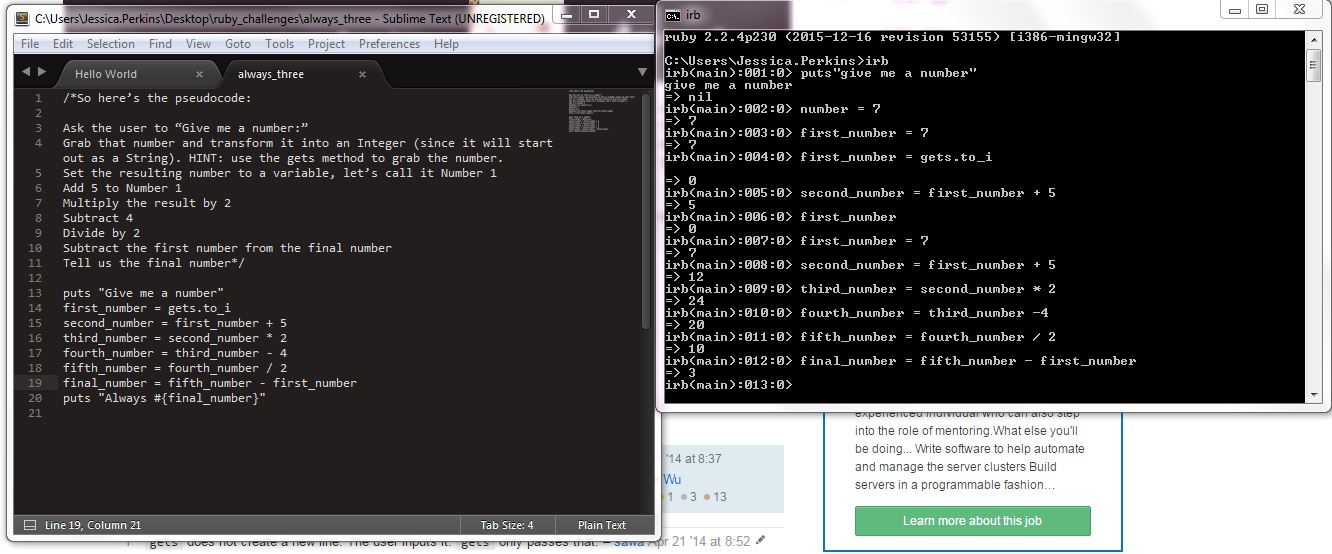 C:\Users\Jessica.Perkins\Desktop\ruby_challenges\always_three - Sublime Text (UNREGISTERED)
File Edit Selection Find View Goto Tools Project Preferences Help
Hello World × always_three ×
1 /*So here’s the pseudocode:
2
3 Ask the user to “Give me a number:”
4 Grab that number and transform it into an Integer (since it will start
out as a String). HINT: use the gets method to grab the number.
5 Set the resulting number to a variable, let’s call it Number 1
6 Add 5 to Number 1
7 Multiply the result by 2
8 Subtract 4
9 Divide by 2
10 Subtract the first number from the final number
11 Tell us the final number*/
12
13 puts "Give me a number"
14 first_number = gets.to_i
15 second_number = first_number + 5
16 third_number = second_number * 2
17 fourth_number = third_number - 4
18 fifth_number = fourth_number / 2
19 final_number = fifth_number - first_number
20 puts "Always #{final_number}"
21
Line 19, Column 21 Tab Size: 4 Plain Text
C:\. irb
ruby 2.2.4p230 (2015-12-16 revision 53155) [i386-mingw32]
C:\Users\Jessica.Perkins>irb
irb(main):001:0> puts"give me a number"
give me a number
=> nil
irb(main):002:0> number = 7
=> 7
irb(main):003:0> first_number = 7
=> 7
irb(main):004:0> first_number = gets.to_i
=> 0
irb(main):005:0> second_number = first_number + 5
=> 5
irb(main):006:0> first_number
=> 0
irb(main):007:0> first_number = 7
=> 7
irb(main):008:0> second_number = first_number + 5
=> 12
irb(main):009:0> third_number = second_number * 2
=> 24
irb(main):010:0> fourth_number = third_number -4
=> 20
irb(main):011:0> fifth_number = fourth_number / 2
=> 10
irb(main):012:0> final_number = fifth_number - first_number
=> 3
irb(main):013:0>
experienced individual who can also step
into the role of mentoring.What else you'll
be doing... Write software to help automate
and manage the server clusters Build
servers in a programmable fashion…
Learn more about this job
'14 at 8:37
Wu
1 3 13
gets does not create a new line. The user inputs it. gets only passes that. – sawa Apr 21 '14 at 8:52